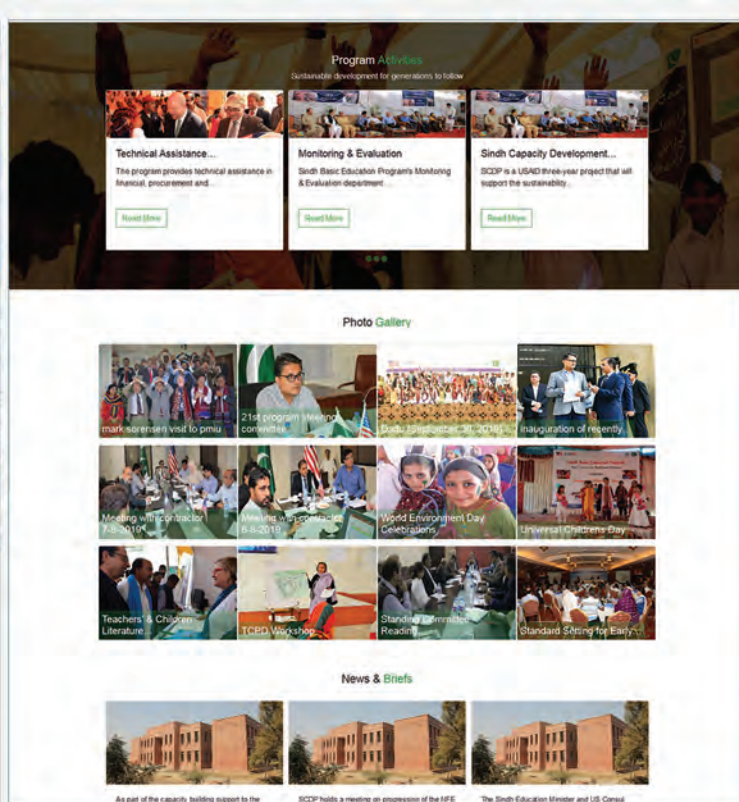 Program Activities
Sustainable development for generations to follow
Technical Assistance...
The program provides technical assistance in
financial, procurement and...
Read More
Monitoring & Evaluation
Sindh Basic Education Program's Monitoring
& Evaluation department...
Read More
Sindh Capacity Development...
SCDP is a USAID three-year project that will
support the sustainability...
Read More
Photo Gallery
mark sorensen visit to pmiu
21st program steering
committee...
Dadu (September 30, 2019)
inauguration of recently...
Meeting with contractor
7-8-2019
Meeting with contractor
6-8-2019
World Environment Day
Celebrations
Universal Childrens Day
Teachers' & Children
Literature...
TCPD Workshop
Standing Committee
Reading...
Standard Setting for Early...
News & Briefs
As part of the capacity building support to the
SCDP holds a meeting on progression of the NFE
The Sindh Education Minister and US Consul